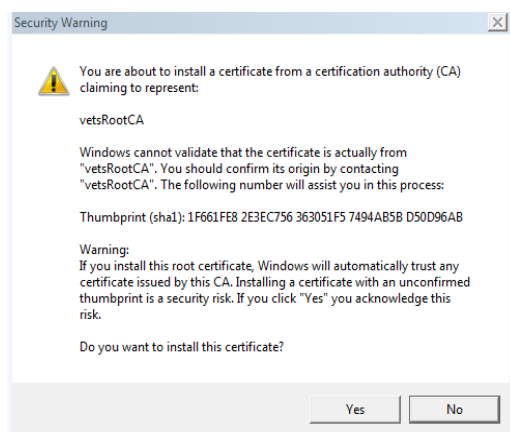 Security Warning
You are about to install a certificate from a certification authority (CA)
claiming to represent:
vetsRootCA
Windows cannot validate that the certificate is actually from
"vetsRootCA". You should confirm its origin by contacting
"vetsRootCA". The following number will assist you in this process:
Thumbprint (sha1): 1F661FE8 2E3EC756 363051F5 7494AB5B D50D96AB
Warning:
If you install this root certificate, Windows will automatically trust any
certificate issued by this CA. Installing a certificate with an unconfirmed
thumbprint is a security risk. If you click "Yes" you acknowledge this
risk.
Do you want to install this certificate?
Yes No